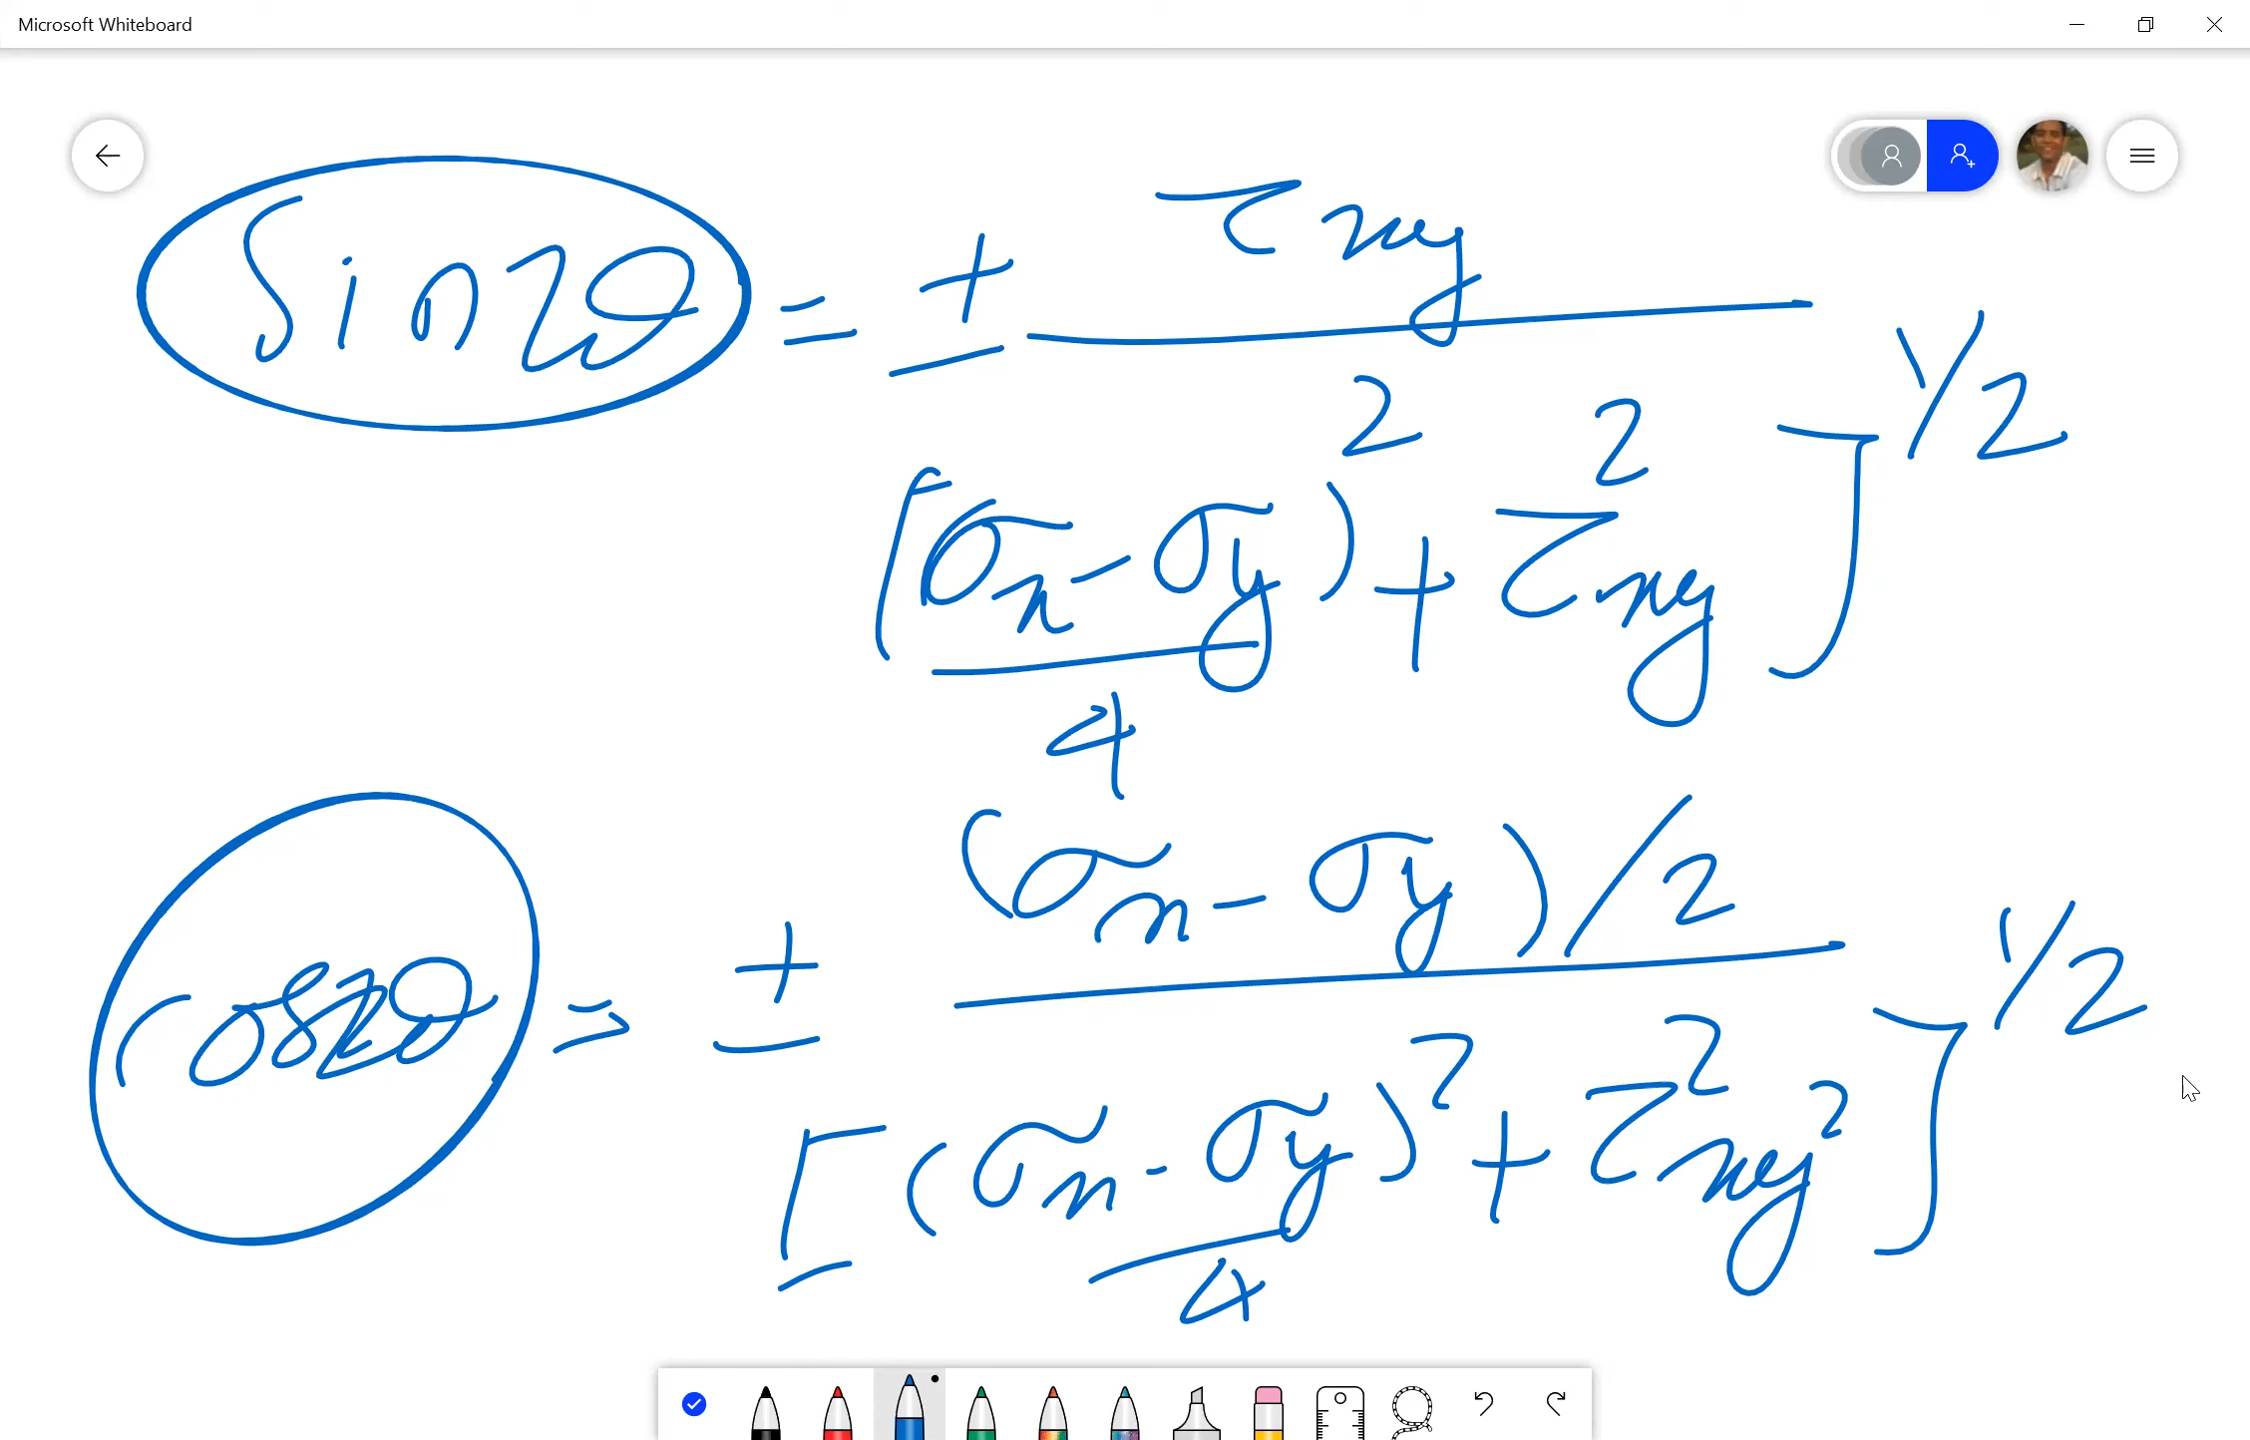 Microsoft Whiteboard
Sin2θ = ± τxy / [(σx - σy)²/4 + τxy²]^1/2
cos2θ = ± (σx - σy)/2 / [(σx - σy)²/4 + τ²xy²]^1/2